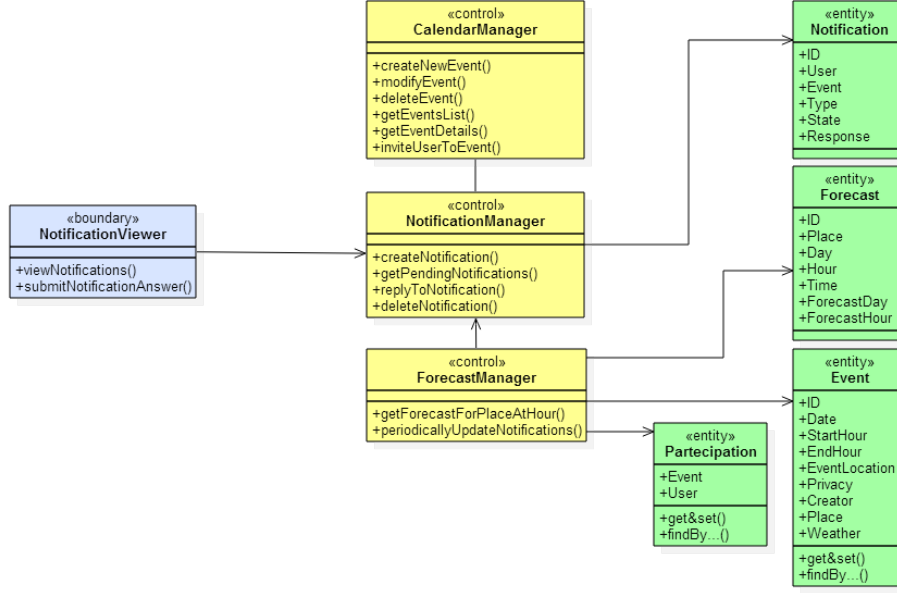 «control»
CalendarManager
+createNewEvent()
+modifyEvent()
+deleteEvent()
+getEventsList()
+getEventDetails()
+inviteUserToEvent()
«entity»
Notification
+ID
+User
+Event
+Type
+State
+Response
«boundary»
NotificationViewer
+viewNotifications()
+submitNotificationAnswer()
«control»
NotificationManager
+createNotification()
+getPendingNotifications()
+replyToNotification()
+deleteNotification()
«entity»
Forecast
+ID
+Place
+Day
+Hour
+Time
+ForecastDay
+ForecastHour
«control»
ForecastManager
+getForecastForPlaceAtHour()
+periodicallyUpdateNotifications()
«entity»
Partecipation
+Event
+User
+get&set()
+findBy...()
«entity»
Event
+ID
+Date
+StartHour
+EndHour
+EventLocation
+Privacy
+Creator
+Place
+Weather
+get&set()
+findBy...()